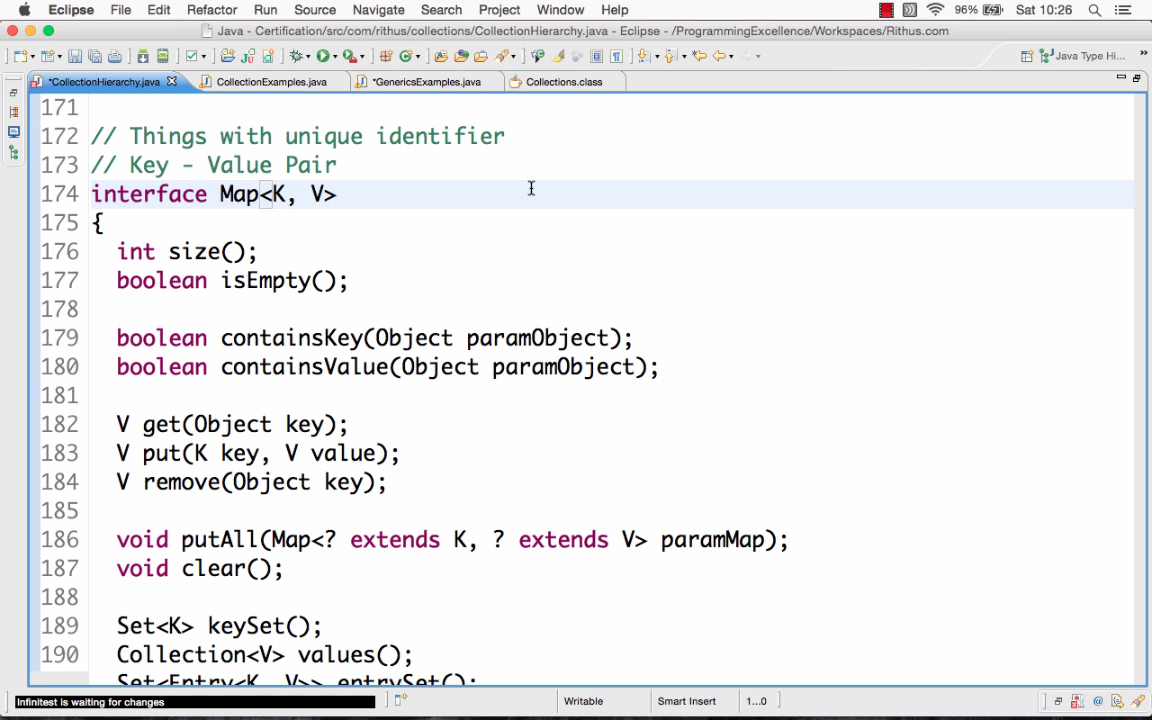 Eclipse File Edit Refactor Run Source Navigate Search Project Window Help 96% Sat 10:26
Java - Certification/src/com/rithus/collections/CollectionHierarchy.java - Eclipse - /ProgrammingExcellence/Workspaces/Rithus.com
Java Type Hi...
*CollectionHierarchy.java CollectionExamples.java *GenericsExamples.java Collections.class
171
172 // Things with unique identifier
173 // Key - Value Pair
174 interface Map<K, V>
175 {
176 int size();
177 boolean isEmpty();
178
179 boolean containsKey(Object paramObject);
180 boolean containsValue(Object paramObject);
181
182 V get(Object key);
183 V put(K key, V value);
184 V remove(Object key);
185
186 void putAll(Map<? extends K, ? extends V> paramMap);
187 void clear();
188
189 Set<K> keySet();
190 Collection<V> values();
Set<Entry<K, V>> entrySet();
Infinitest is waiting for changes Writable Smart Insert 1...0